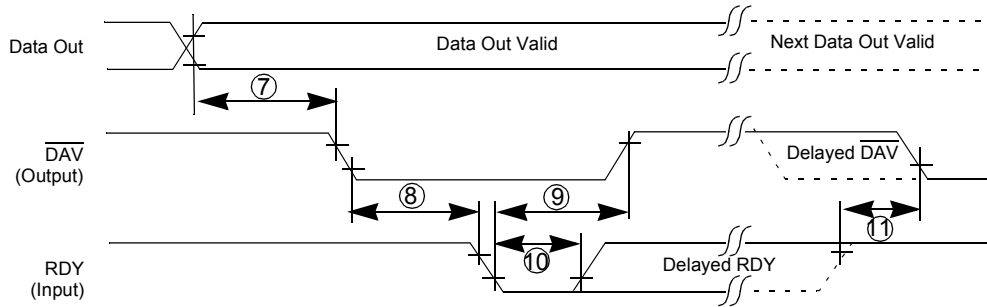 Data Out
Data Out Valid
Next Data Out Valid
7
DAV
(Output)
Delayed DAV
8
9
11
RDY
(Input)
10
Delayed RDY